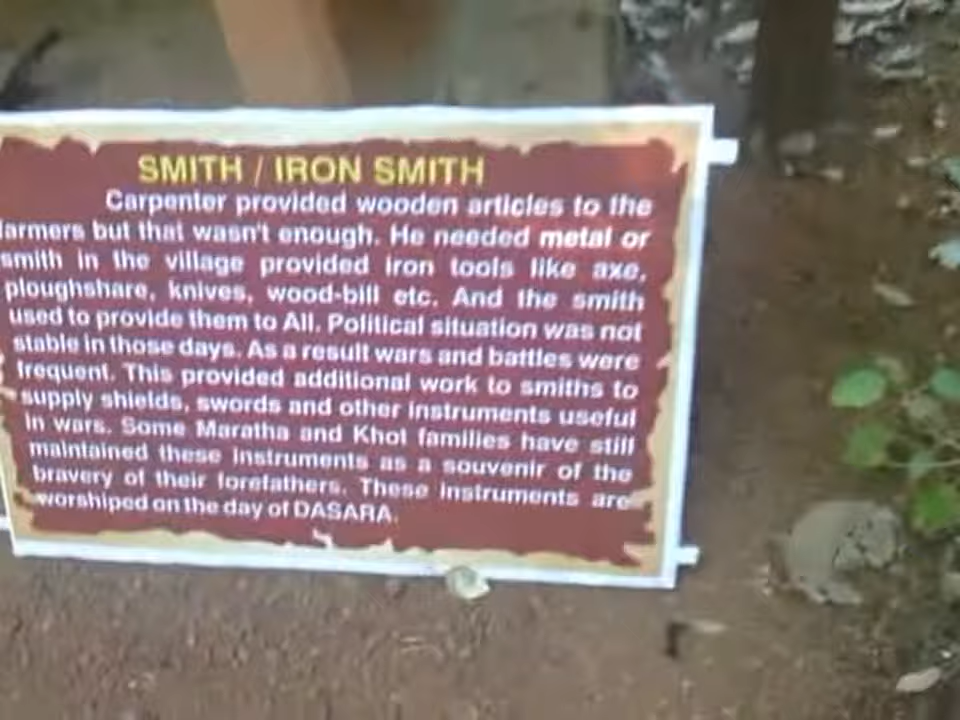 SMITH / IRON SMITH
Carpenter provided wooden articles to the
farmers but that wasn't enough. He needed metal or
smith in the village provided iron tools like axe,
ploughshare, knives, wood-bill etc. And the smith
used to provide them to All. Political situation was not
stable in those days. As a result wars and battles were
frequent. This provided additional work to smiths to
supply shields, swords and other instruments useful
in wars. Some Maratha and Khot families have still
maintained these instruments as a souvenir of the
bravery of their forefathers. These instruments are
worshiped on the day of DASARA.